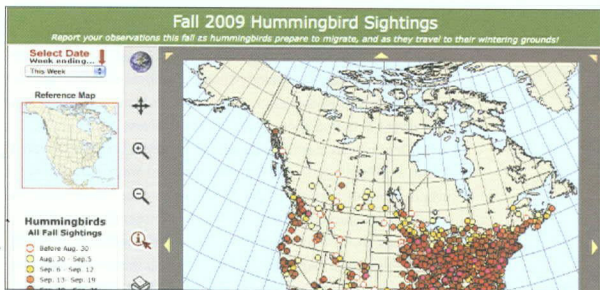 Fall 2009 Hummingbird Sightings
Report your observations this fall as hummingbirds prepare to migrate, and as they travel to their wintering grounds!
Select Date
Week ending...
This Week
Reference Map
Hummingbirds
All Fall Sightings
Before Aug. 30
Aug. 30 - Sep.5
Sep. 6 - Sep. 12
Sep. 13- Sep. 19